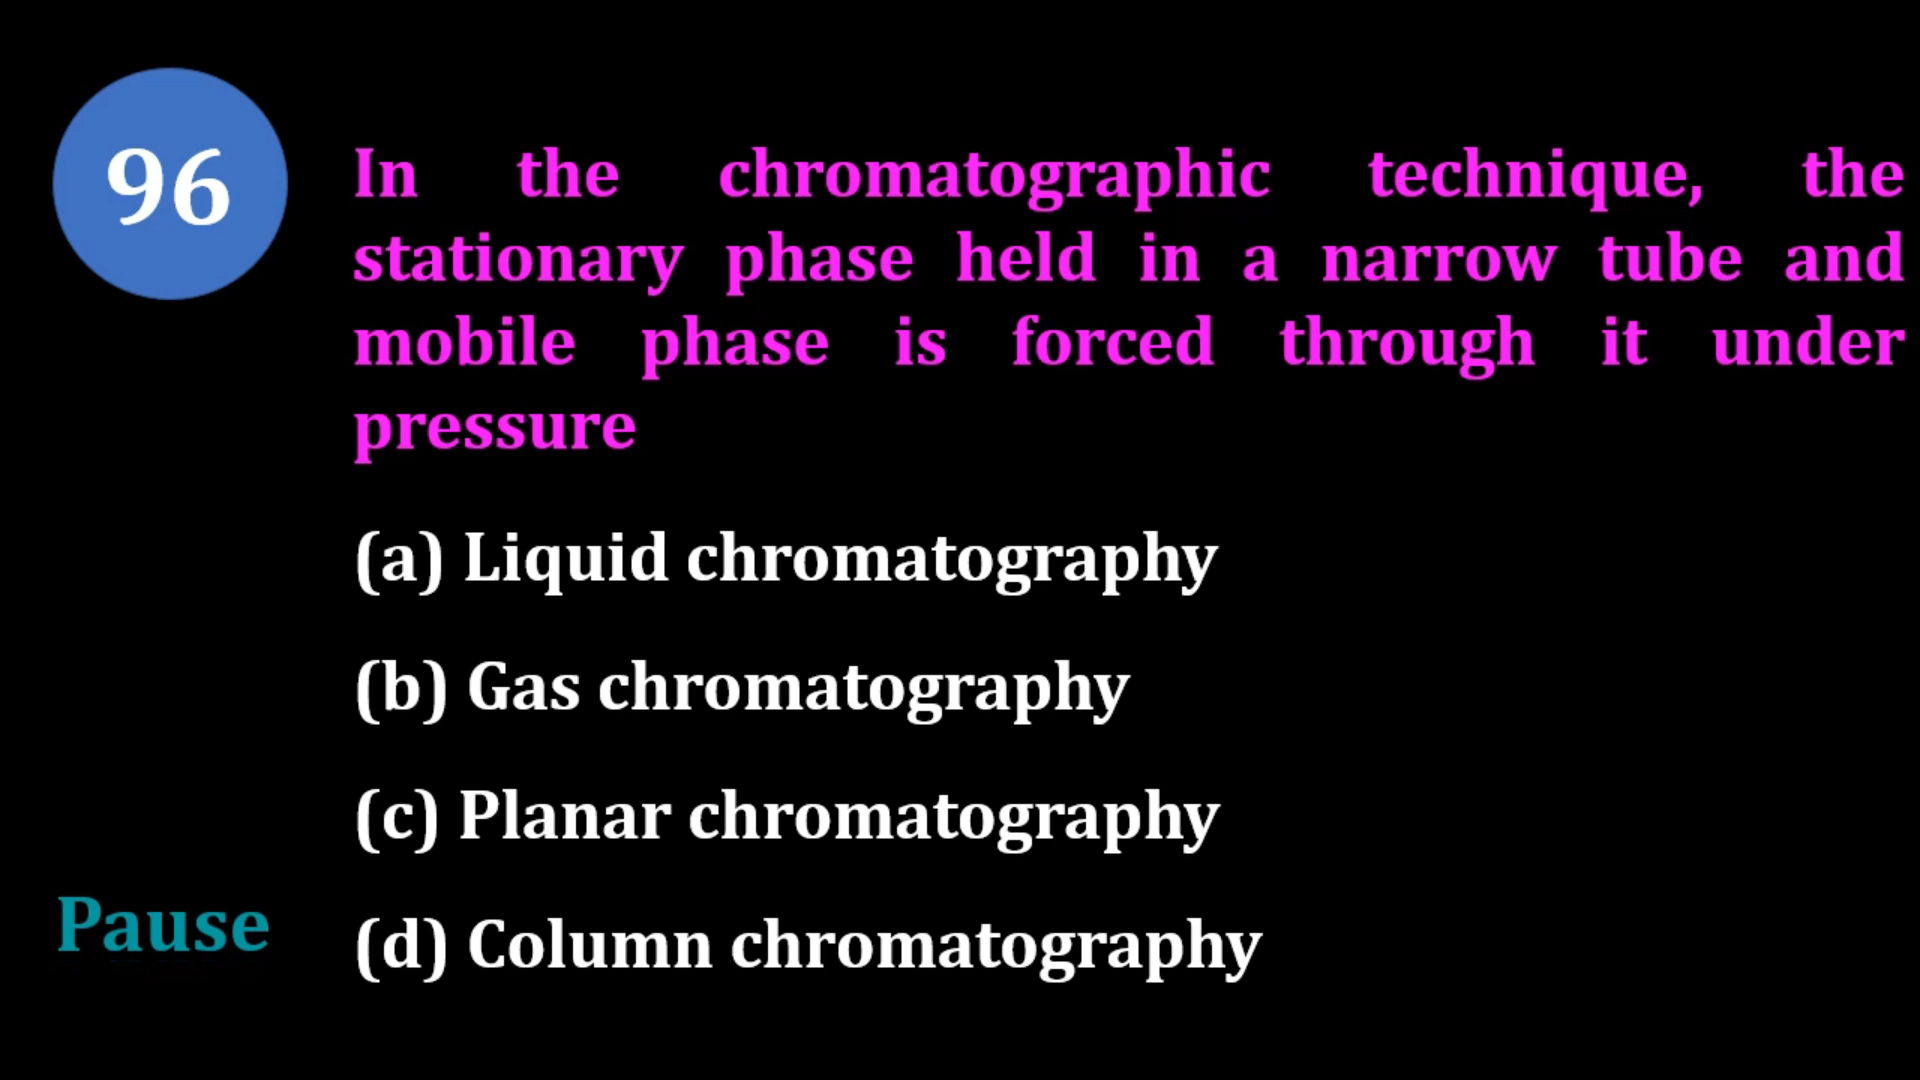 96
In the chromatographic technique, the
stationary phase held in a narrow tube and
mobile phase is forced through it under
pressure
(a) Liquid chromatography
(b) Gas chromatography
(c) Planar chromatography
Pause
(d) Column chromatography